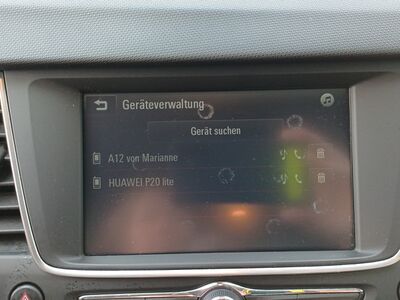 Geräteverwaltung
Gerät suchen
A12 von Marianne
HUAWEI P20 lite